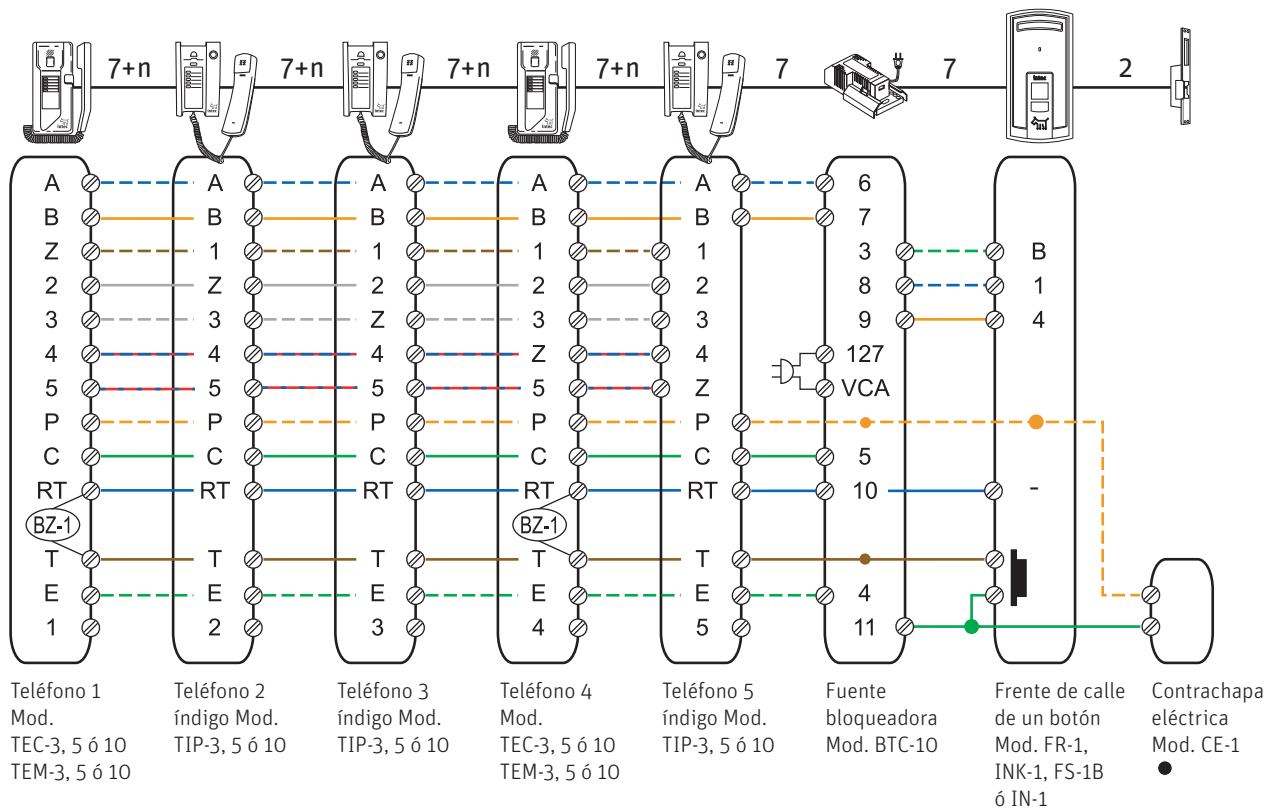 7+n 7+n 7+n 7+n 7 7 2
intec intec intec intec intec intec
A A A A A 6
B B B B B 7
Z 1 1 1 1 3 B
2 Z 2 2 2 8 1
3 3 Z 3 3 9 4
4 4 4 Z 4 127
5 5 5 5 Z VCA
P P P P P
C C C C C 5
RT RT RT RT RT 10 -
BZ-1 BZ-1
T T T T T
E E E E E 4
1 2 3 4 5 11
Teléfono 1
Mod.
TEC-3, 5 ó 10
TEM-3, 5 ó 10
Teléfono 2
índigo Mod.
TIP-3, 5 ó 10
Teléfono 3
índigo Mod.
TIP-3, 5 ó 10
Teléfono 4
Mod.
TEC-3, 5 ó 10
TEM-3, 5 ó 10
Teléfono 5
índigo Mod.
TIP-3, 5 ó 10
Fuente
bloqueadora
Mod. BTC-10
Frente de calle
de un botón
Mod. FR-1,
INK-1, FS-1B
ó IN-1
Contrachapa
eléctrica
Mod. CE-1